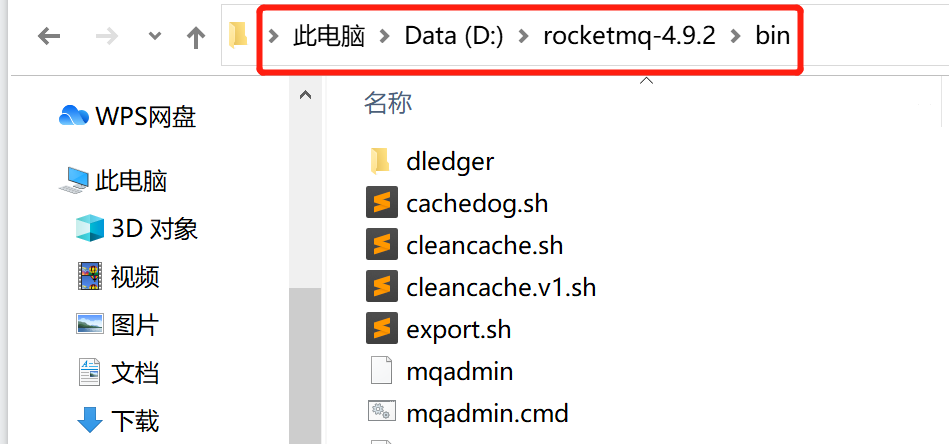 此电脑 Data (D:) rocketmq-4.9.2 bin
WPS网盘
此电脑
3D 对象
视频
图片
文档
下载
名称
dledger
cachedog.sh
cleancache.sh
cleancache.v1.sh
export.sh
mqadmin
mqadmin.cmd